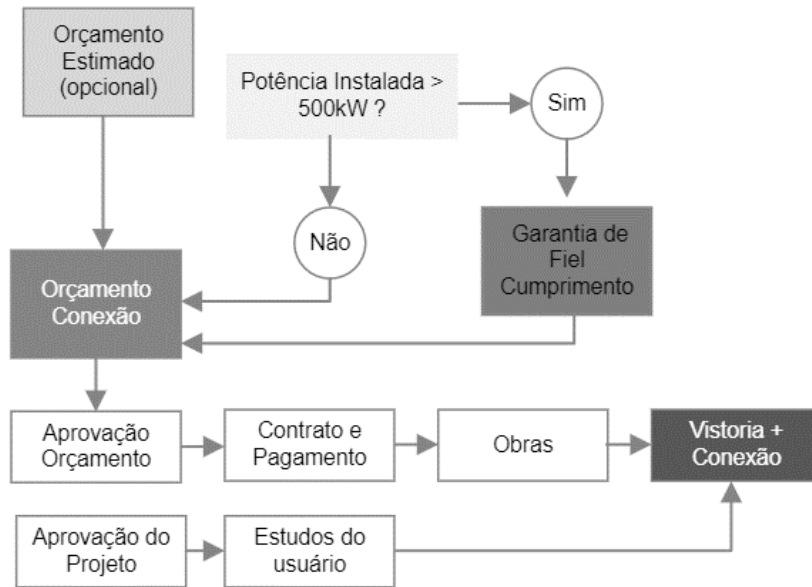 Orçamento
Estimado
(opcional)
Potência Instalada >
500kW ?
Sim
Não
Garantia de
Fiel
Cumprimento
Orçamento
Conexão
Aprovação
Orçamento
Contrato e
Pagamento
Obras
Vistoria +
Conexão
Aprovação do
Projeto
Estudos do
usuário